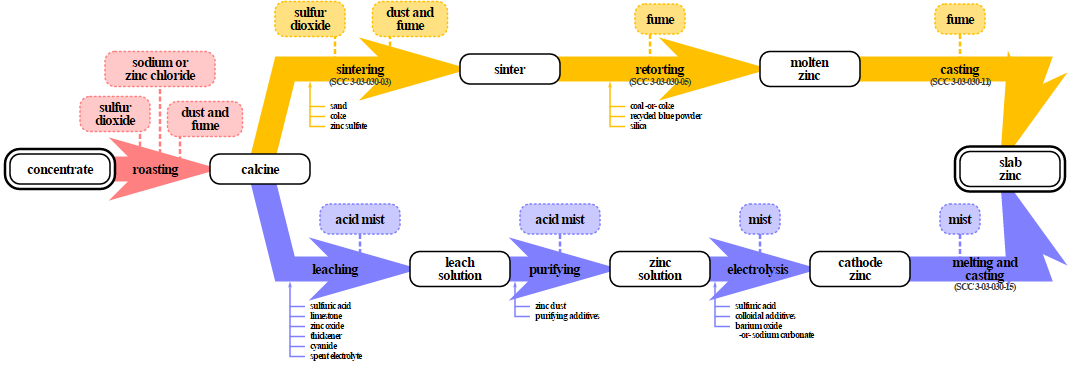 sulfur
dioxide
dust and
fume
fume
fume
sintering
(SCC 3-03-030-03)
sinter
retorting
(SCC 3-03-030-05)
molten
zinc
casting
(SCC 3-03-030-11)
sand
coke
zinc sulfate
coal -or- coke
recycled blue powder
silica
sodium or
zinc chloride
sulfur
dioxide
dust and
fume
concentrate
roasting
calcine
slab
zinc
acid mist
acid mist
mist
mist
leaching
leach
solution
purifying
zinc
solution
electrolysis
cathode
zinc
melting and
casting
(SCC 3-03-030-15)
sulfuric acid
limestone
zinc oxide
thickener
cyanide
spent electrolyte
zinc dust
purifying additives
sulfuric acid
colloidal additives
barium oxide
-or- sodium carbonate